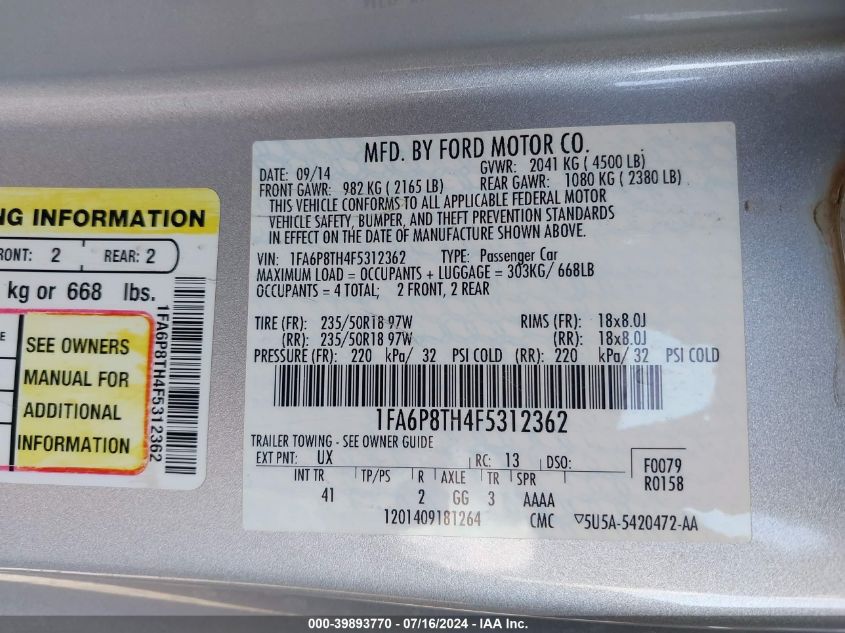 NG INFORMATION
RONT: 2 REAR: 2
kg or 668 lbs.
SEE OWNERS
MANUAL FOR
ADDITIONAL
INFORMATION
1FA6P8TH4F5312362
MFD. BY FORD MOTOR CO.
DATE: 09/14 GVWR: 2041 KG ( 4500 LB)
FRONT GAWR: 982 KG ( 2165 LB) REAR GAWR: 1080 KG ( 2380 LB)
THIS VEHICLE CONFORMS TO ALL APPLICABLE FEDERAL MOTOR
VEHICLE SAFETY, BUMPER, AND THEFT PREVENTION STANDARDS
IN EFFECT ON THE DATE OF MANUFACTURE SHOWN ABOVE.
VIN: 1FA6P8TH4F5312362 TYPE: Passenger Car
MAXIMUM LOAD = OCCUPANTS + LUGGAGE = 303KG/ 668LB
OCCUPANTS = 4 TOTAL; 2 FRONT, 2 REAR
TIRE (FR): 235/50R18 97W RIMS (FR): 18x8.0J
(RR): 235/50R18 97W (RR): 18x8.0J
PRESSURE (FR): 220 kPa/ 32 PSI COLD (RR): 220 kPa/ 32 PSI COLD
1FA6P8TH4F5312362
TRAILER TOWING - SEE OWNER GUIDE
EXT PNT: UX RC: 13 DSO: F0079
R0158
INT TR TP/PS R AXLE TR SPR
41 2 GG 3 AAAA
1201409181264 CMC ▽5U5A-5420472-AA
000-39893770 - 07/16/2024 - IAA Inc.